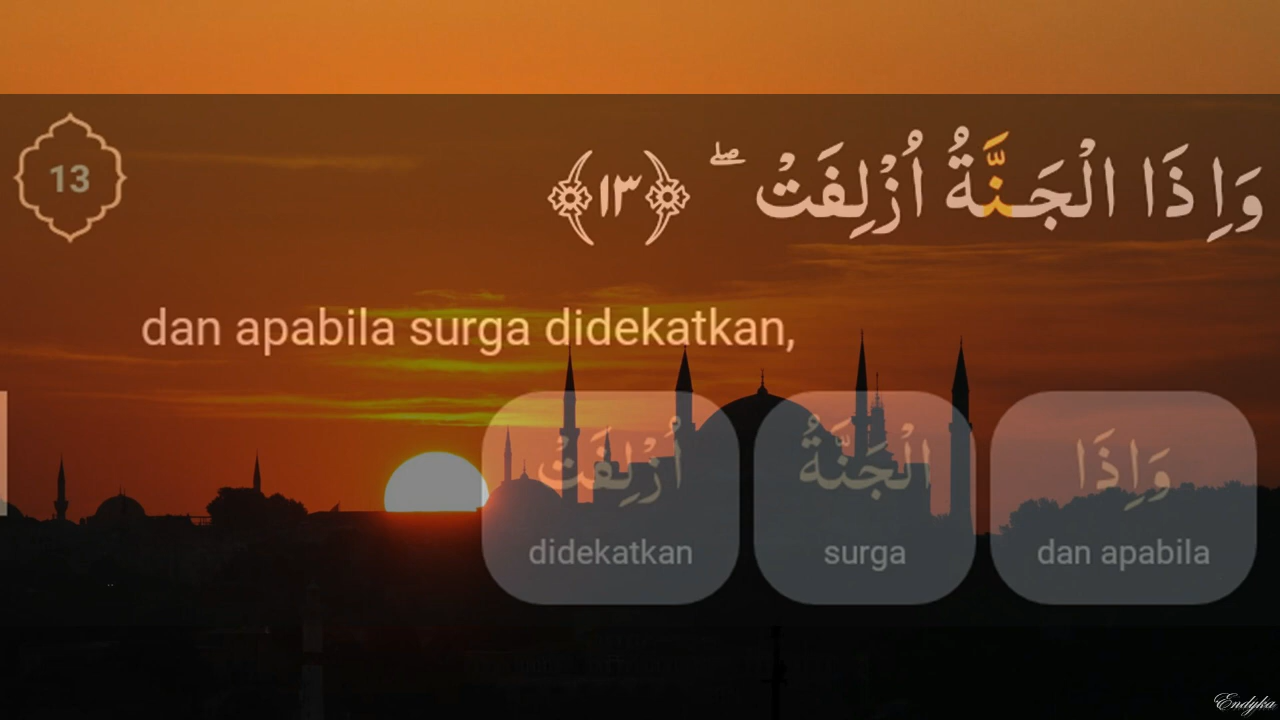 وَاِذَا الْجَنَّةُ اُزْلِفَتْ ۖ ﴿١٣﴾
13
dan apabila surga didekatkan,
وَاِذَا الْجَنَّةُ اُزْلِفَتْ
dan apabila surga didekatkan
Endyka